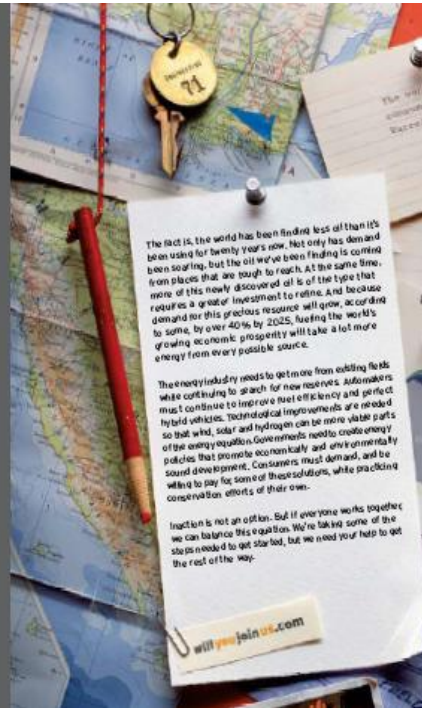 71
The fact is, the world has been finding less oil than it's
been using for twenty years now. Not only has demand
been soaring, but the oil we've been finding is coming
from places that are tough to reach. At the same time,
more of this newly discovered oil is of the type that
requires a greater investment to refine. And because
demand for this precious resource will grow, according
to some, by over 40% by 2025, fueling the world's
growing economic prosperity will take a lot more
energy from every possible source.
The energy industry needs to get more from existing fields
while continuing to search for new reserves. Automakers
must continue to improve fuel efficiency and perfect
hybrid vehicles. Technological improvements are needed
so that wind, solar and hydrogen can be more viable parts
of the energy equation. Governments need to create energy
policies that promote economically and environmentally
sound development. Consumers must demand, and be
willing to pay for, some of these solutions, while practicing
conservation efforts of their own.
Inaction is not an option. But if everyone works together,
we can balance this equation. We're taking some of the
steps needed to get started, but we need your help to get
the rest of the way.
willyoujoinus.com